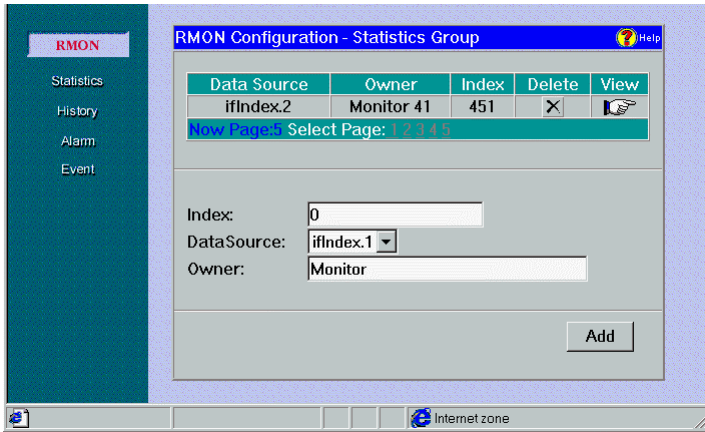 RMON
Statistics
History
Alarm
Event
RMON Configuration - Statistics Group
Help
Data Source Owner Index Delete View
ifIndex.2 Monitor 41 451
Now Page:5 Select Page: 1 2 3 4 5
Index: 0
DataSource: ifIndex.1
Owner: Monitor
Add
Internet zone